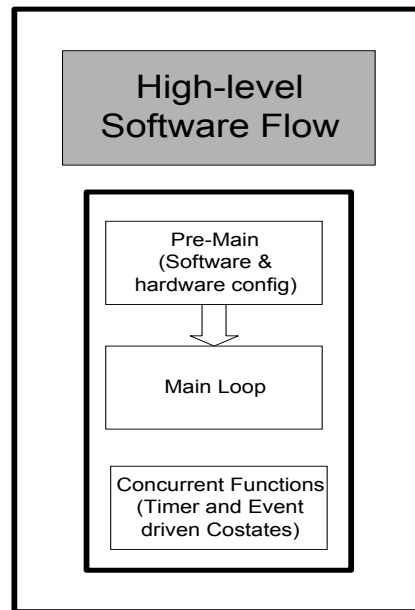 High-level
Software Flow
Pre-Main
(Software &
hardware config)
Main Loop
Concurrent Functions
(Timer and Event
driven Costates)